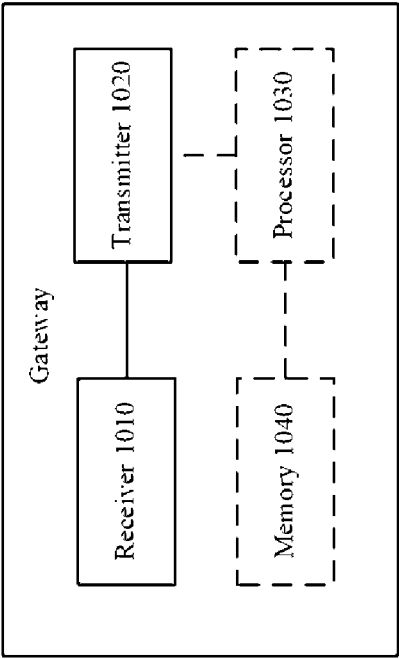 Gateway
Receiver 1010
Transmitter 1020
Memory 1040
Processor 1030